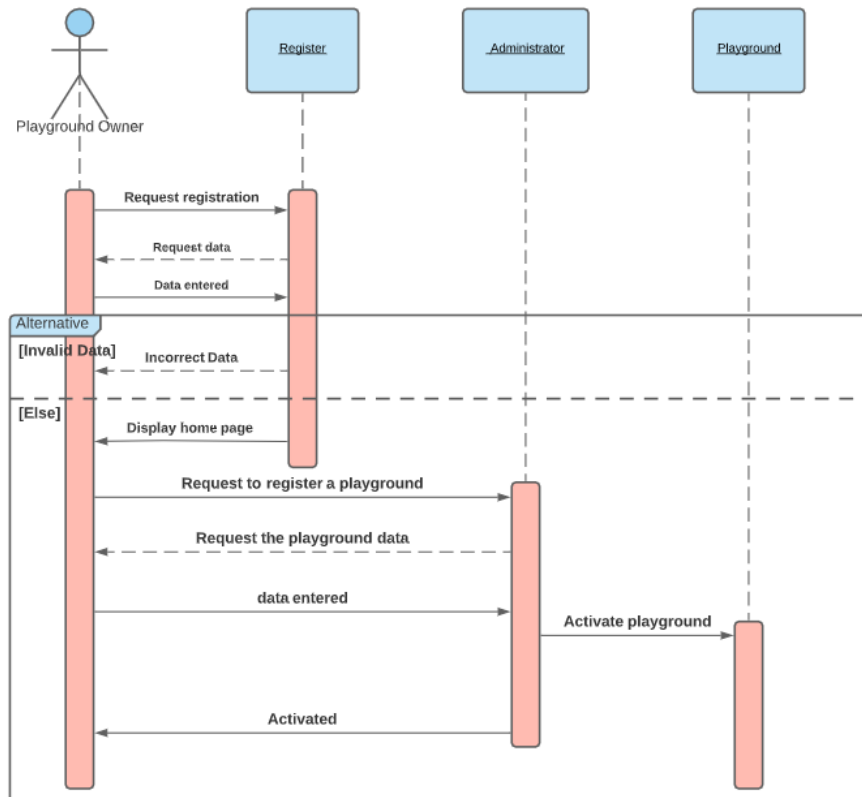 Register
Administrator
Playground
Playground Owner
Request registration
Request data
Data entered
Alternative
[Invalid Data]
Incorrect Data
[Else]
Display home page
Request to register a playground
Request the playground data
data entered
Activate playground
Activated